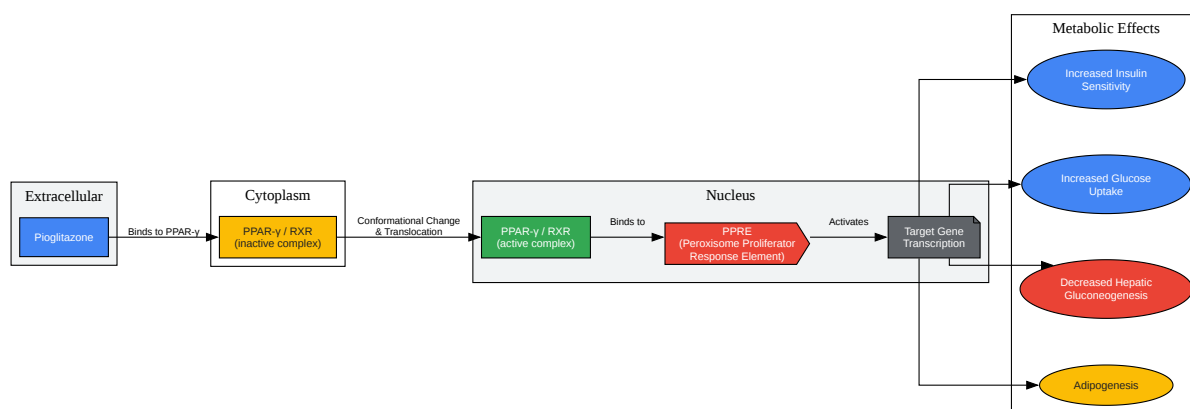 Metabolic Effects
Increased Insulin
Sensitivity
Increased Glucose
Uptake
Extracellular
Pioglitazone
Binds to PPAR-γ
Cytoplasm
PPAR-γ / RXR
(inactive complex)
Conformational Change
& Translocation
Nucleus
PPAR-γ / RXR
(active complex)
Binds to
PPRE
(Peroxisome Proliferator
Response Element)
Activates
Target Gene
Transcription
Decreased Hepatic
Gluconeogenesis
Adipogenesis